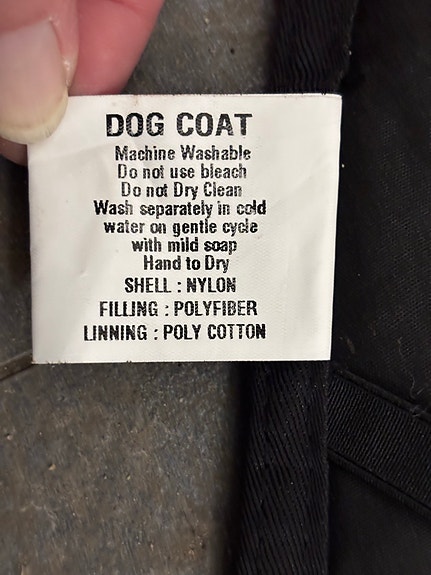 DOG COAT
Machine Washable
Do not use bleach
Do not Dry Clean
Wash separately in cold
water on gentle cycle
with mild soap
Hand to Dry
SHELL : NYLON
FILLING : POLYFIBER
LINNING : POLY COTTON